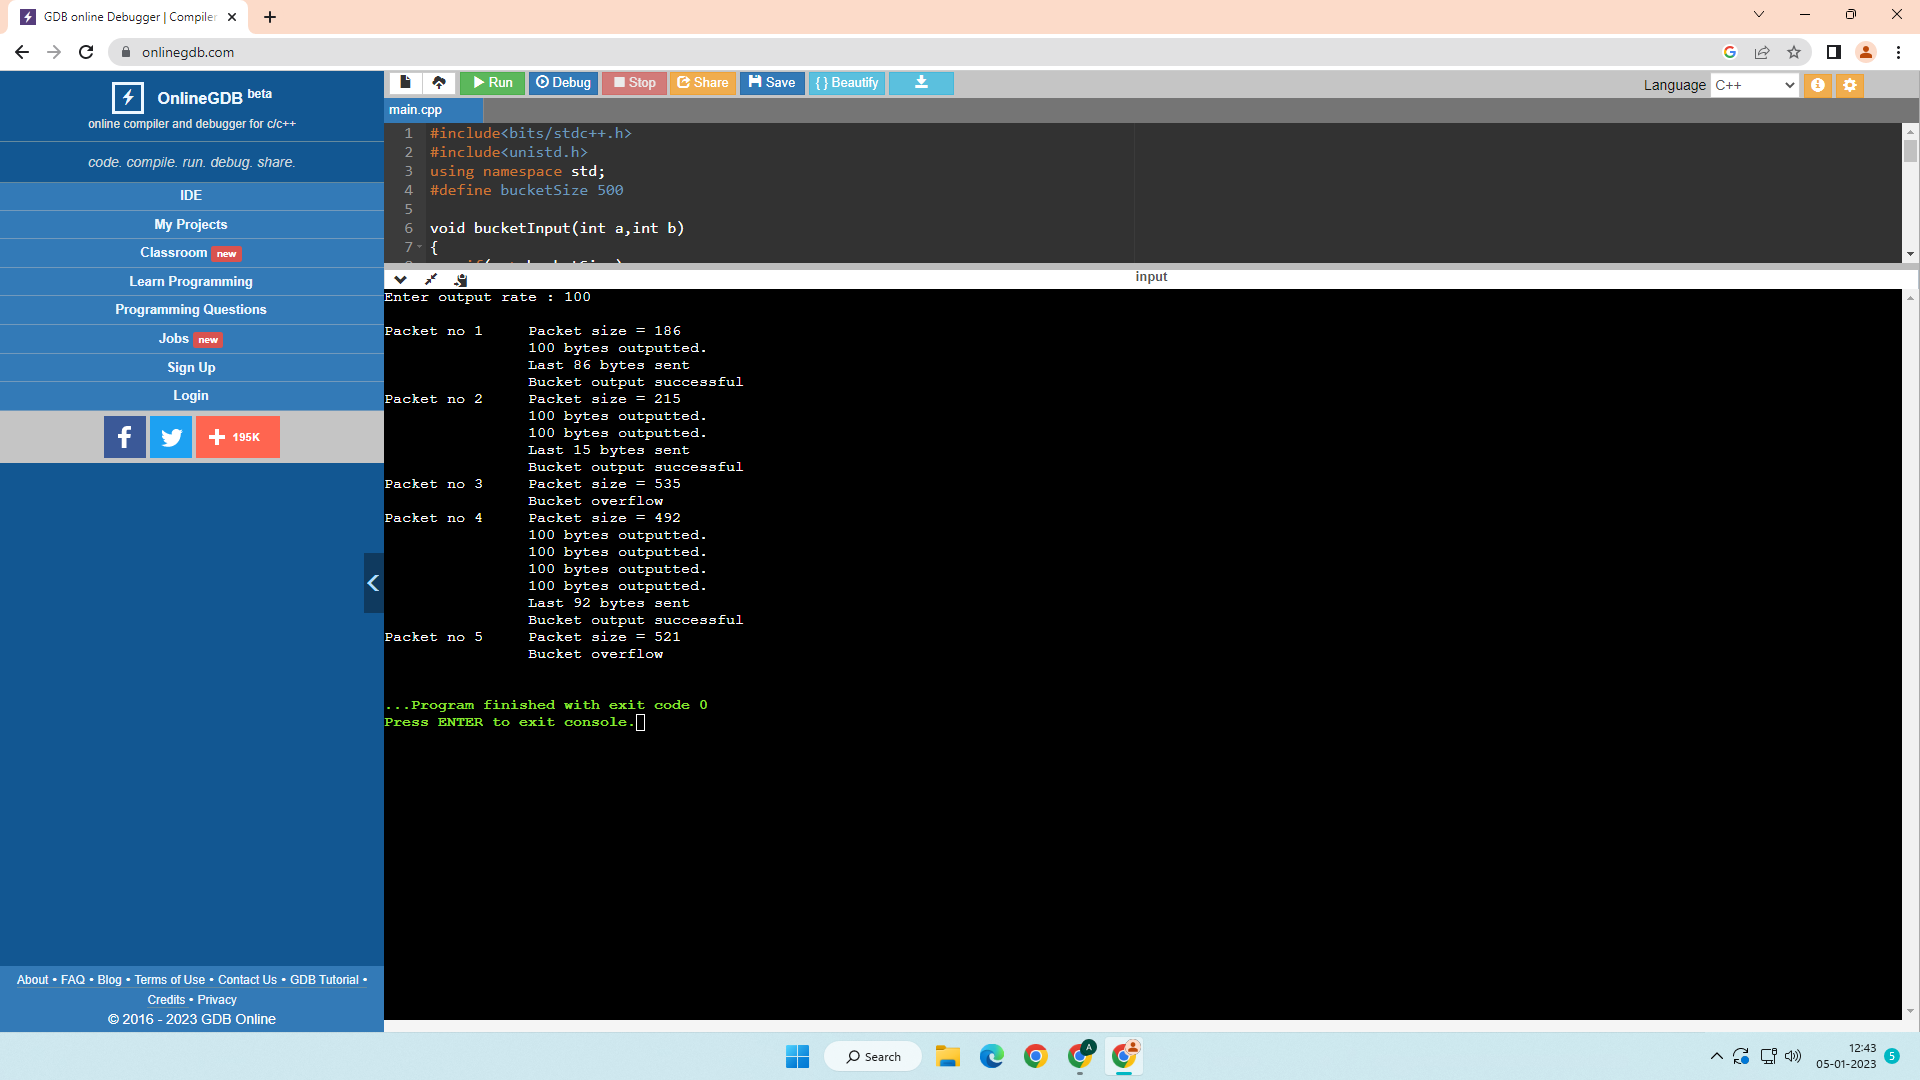 GDB online Debugger | Compiler
onlinegdb.com
OnlineGDB beta
online compiler and debugger for c/c++
code. compile. run. debug. share.
IDE
My Projects
Classroom new
Learn Programming
Programming Questions
Jobs new
Sign Up
Login
195K
About • FAQ • Blog • Terms of Use • Contact Us • GDB Tutorial •
Credits • Privacy
© 2016 - 2023 GDB Online
Run Debug Stop Share Save { } Beautify
Language C++
main.cpp
1 #include<bits/stdc++.h>
2 #include<unistd.h>
3 using namespace std;
4 #define bucketSize 500
5
6 void bucketInput(int a,int b)
7 {
input
Enter output rate : 100
Packet no 1 Packet size = 186
100 bytes outputted.
Last 86 bytes sent
Bucket output successful
Packet no 2 Packet size = 215
100 bytes outputted.
100 bytes outputted.
Last 15 bytes sent
Bucket output successful
Packet no 3 Packet size = 535
Bucket overflow
Packet no 4 Packet size = 492
100 bytes outputted.
100 bytes outputted.
100 bytes outputted.
100 bytes outputted.
Last 92 bytes sent
Bucket output successful
Packet no 5 Packet size = 521
Bucket overflow
...Program finished with exit code 0
Press ENTER to exit console.
Search
A
12:43
05-01-2023
5